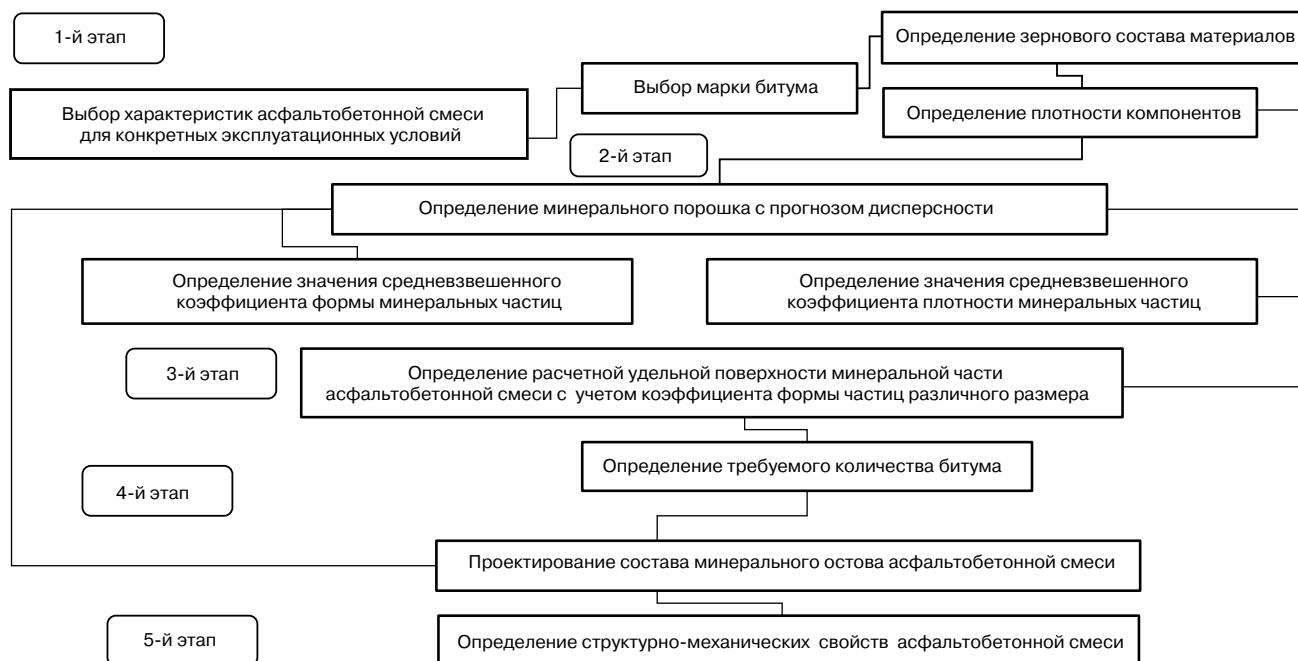 1-й этап
Определение зернового состава материалов
Выбор марки битума
Выбор характеристик асфальтобетонной смеси
для конкретных эксплуатационных условий
Определение плотности компонентов
2-й этап
Определение минерального порошка с прогнозом дисперсности
Определение значения средневзвешенного
коэффициента формы минеральных частиц
Определение значения средневзвешенного
коэффициента плотности минеральных частиц
3-й этап
Определение расчетной удельной поверхности минеральной части
асфальтобетонной смеси с учетом коэффициента формы частиц различного размера
Определение требуемого количества битума
4-й этап
Проектирование состава минерального остова асфальтобетонной смеси
5-й этап
Определение структурно-механических свойств асфальтобетонной смеси